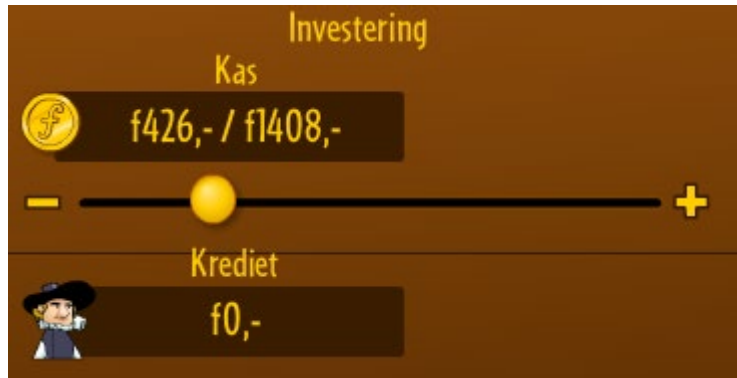 Investering
Kas
f426,- / f1408,-
Krediet
f0,-